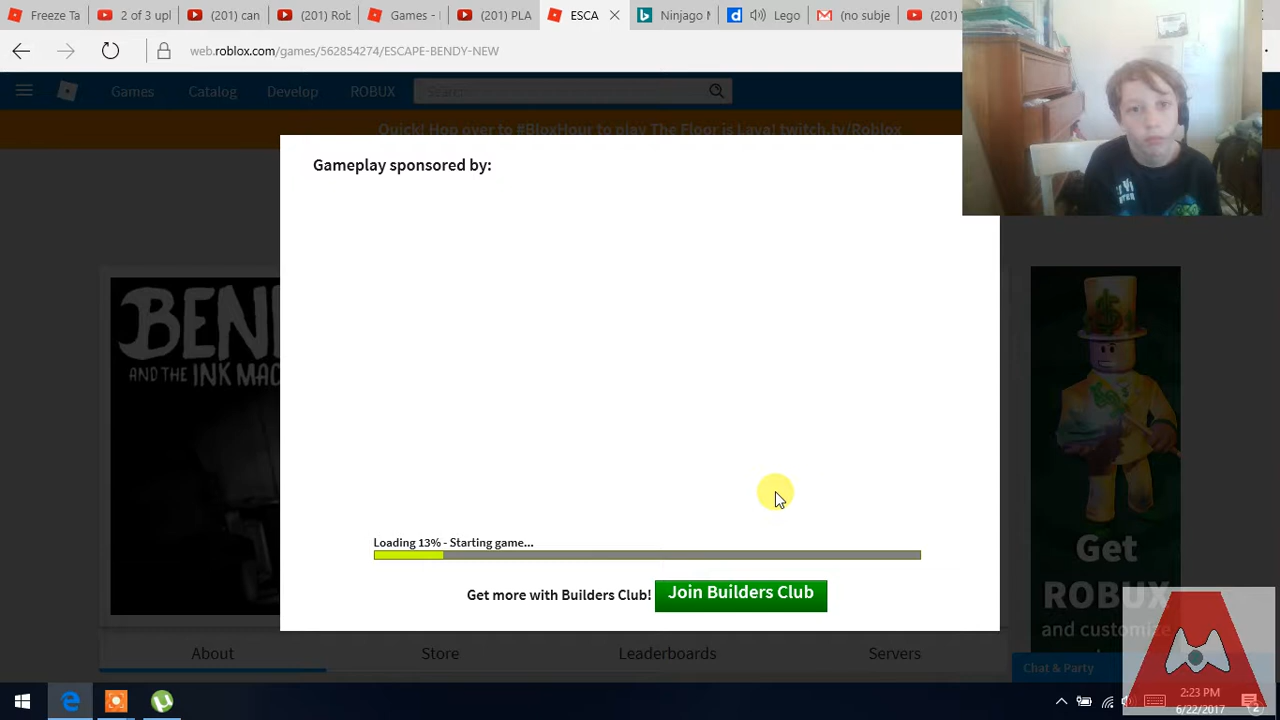 Freeze Ta
2 of 3 upl
(201) can
(201)
Games -
(201) PLA
ESCA
Ninjago M
Lego
(no subje
(201)
web.roblox.com/games/562854274/ESCAPE-BENDY-NEW
Games
Catalog
Develop
ROBUX
Search
Quick! Hop over to #BloxHour to play The Floor is Lava! twitch.tv/Roblox
Gameplay sponsored by:
BEN
AND THE INK MAC
Loading 13% - Starting game...
Get more with Builders Club!
Join Builders Club
Get
ROBUX
and customize
About
Store
Leaderboards
Servers
Chat & Party
2:23 PM
6/22/2017
2